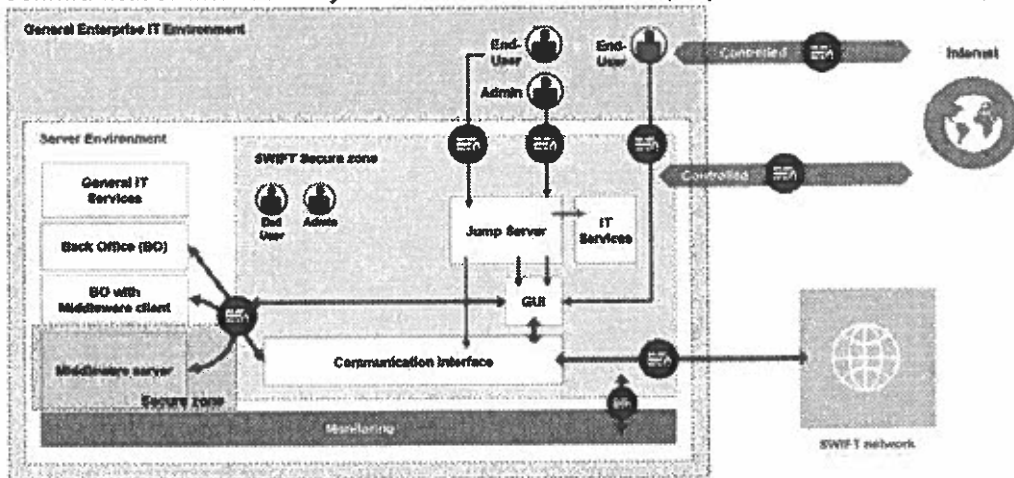 General Enterprise IT Environment
End-
User
End-
User
Controlled
Internet
Admin
Server Environment
SWIFT Secure zone
Controlled
General IT
Services
End
User
Admin
Jump Server
IT
Services
Back Office (BO)
BO with
Middleware client
GUI
Middleware server
Communication Interface
Secure zone
Monitoring
SWIFT network